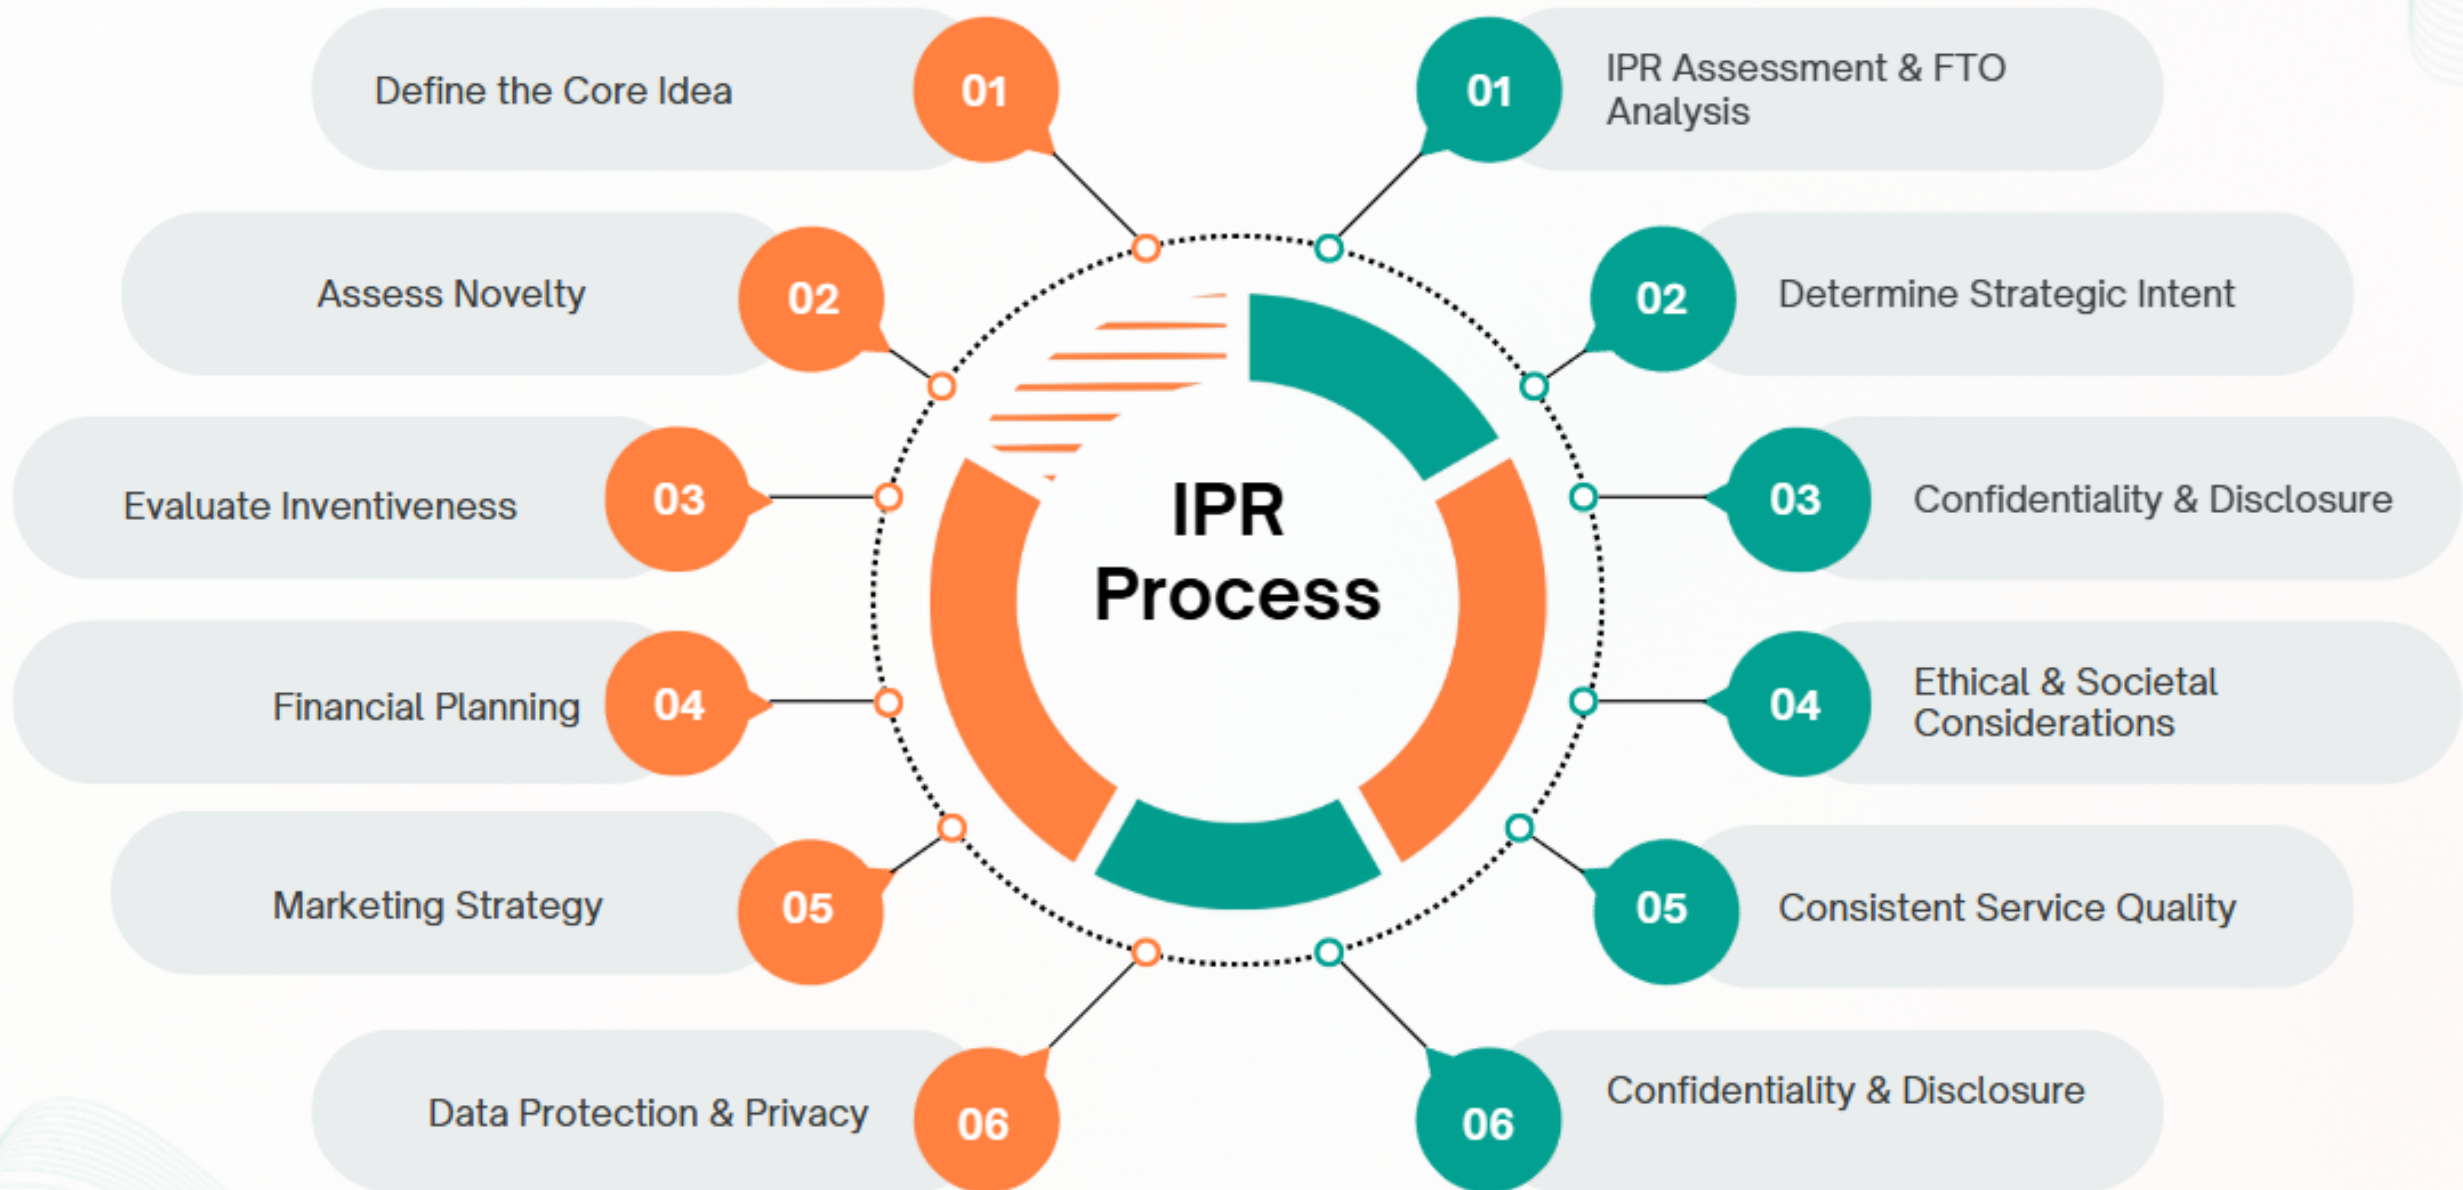 Define the Core Idea
01
Assess Novelty
02
Evaluate Inventiveness
03
Financial Planning
04
Marketing Strategy
05
Data Protection & Privacy
06
IPR
Process
01
IPR Assessment & FTO
Analysis
02
Determine Strategic Intent
03
Confidentiality & Disclosure
04
Ethical & Societal
Considerations
05
Consistent Service Quality
06
Confidentiality & Disclosure